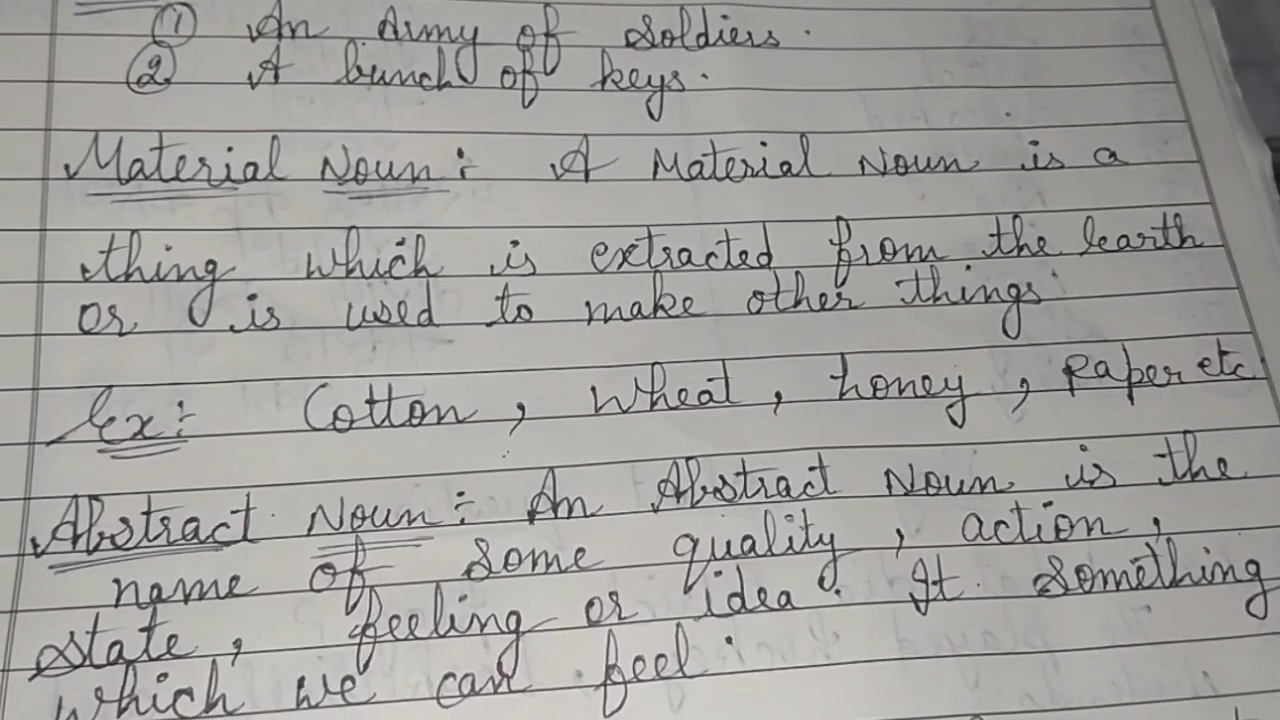 ① An Army of Soldiers.
② A bunch of keys.
Material Noun: A Material Noun is a
thing which is extracted from the earth
or is used to make other things.
Ex: Cotton, Wheat, honey, Paper etc
Abstract Noun: An Abstract Noun is the
name of some quality, action,
state, feeling or idea. It something
which we can feel.